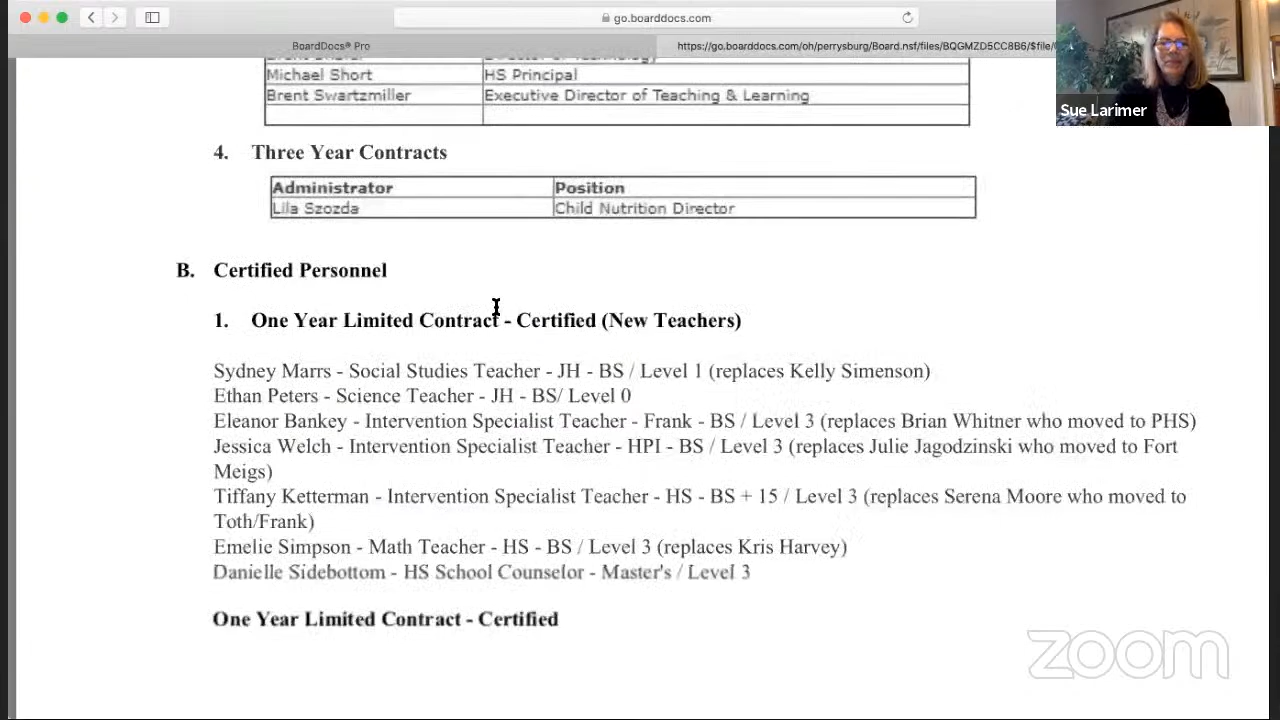 go.boarddocs.com
BoardDocs® Pro
https://go.boarddocs.com/oh/perrysburg/Board.nsf/files/BQGMZD5CC8B6/$file/
Sue Larimer
Michael Short HS Principal
Brent Swartzmiller Executive Director of Teaching & Learning
4. Three Year Contracts
Administrator Position
Lila Szozda Child Nutrition Director
B. Certified Personnel
1. One Year Limited Contract - Certified (New Teachers)
Sydney Marrs - Social Studies Teacher - JH - BS / Level 1 (replaces Kelly Simenson)
Ethan Peters - Science Teacher - JH - BS/ Level 0
Eleanor Bankey - Intervention Specialist Teacher - Frank - BS / Level 3 (replaces Brian Whitner who moved to PHS)
Jessica Welch - Intervention Specialist Teacher - HPI - BS / Level 3 (replaces Julie Jagodzinski who moved to Fort
Meigs)
Tiffany Ketterman - Intervention Specialist Teacher - HS - BS + 15 / Level 3 (replaces Serena Moore who moved to
Toth/Frank)
Emelie Simpson - Math Teacher - HS - BS / Level 3 (replaces Kris Harvey)
Danielle Sidebottom - HS School Counselor - Master's / Level 3
One Year Limited Contract - Certified
zoom